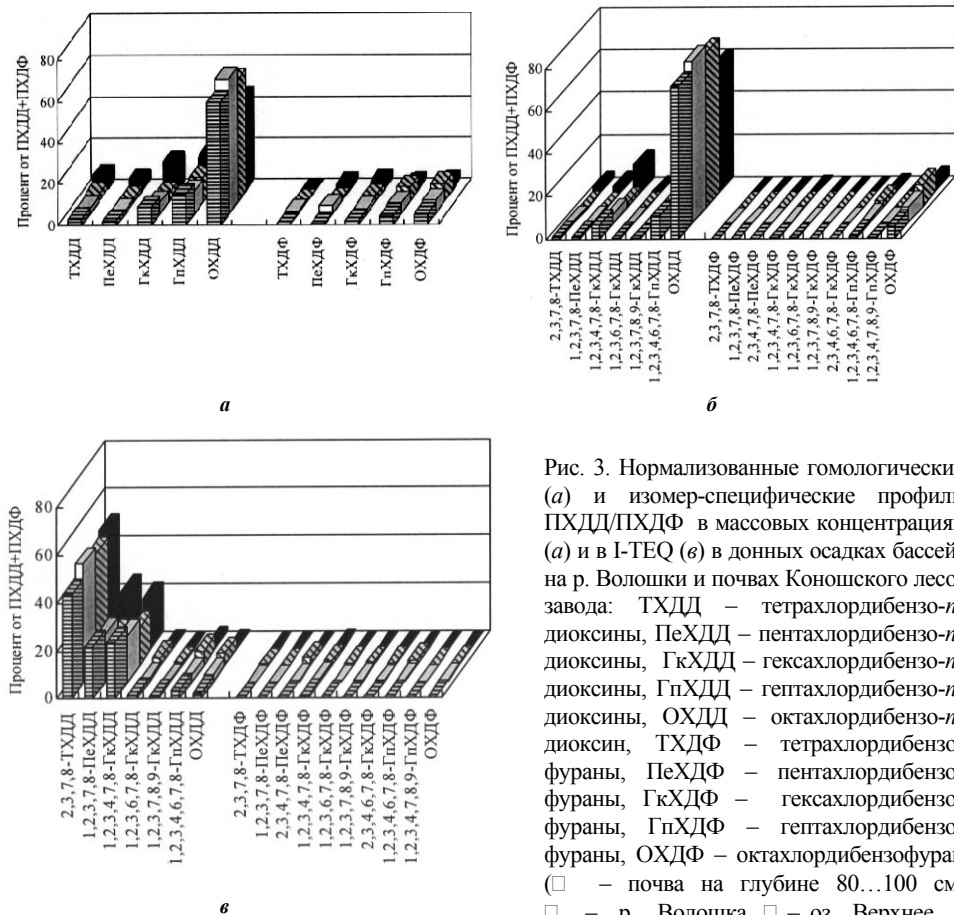 Процент от ПХДД+ПХДФ
80
60
40
20
0
ТХДД
ПеХДД
ГкХДД
ГпХДД
ОХДД
ТХДФ
ПеХДФ
ГкХДФ
ГпХДФ
ОХДФ
а
Процент от ПХДД+ПХДФ
80
60
40
20
0
2,3,7,8-ТХДД
1,2,3,7,8-ПеХДД
1,2,3,4,7,8-ГкХДД
1,2,3,6,7,8-ГкХДД
1,2,3,7,8,9-ГкХДД
1,2,3,4,6,7,8-ГпХДД
ОХДД
2,3,7,8-ТХДФ
1,2,3,7,8-ПеХДФ
2,3,4,7,8-ПеХДФ
1,2,3,4,7,8-ГкХДФ
1,2,3,6,7,8-ГкХДФ
1,2,3,7,8,9-ГкХДФ
2,3,4,6,7,8-ГкХДФ
1,2,3,4,6,7,8-ГпХДФ
1,2,3,4,7,8,9-ГпХДФ
ОХДФ
б
Процент от ПХДД+ПХДФ
80
60
40
20
0
2,3,7,8-ТХДД
1,2,3,7,8-ПеХДД
1,2,3,4,7,8-ГкХДД
1,2,3,6,7,8-ГкХДД
1,2,3,7,8,9-ГкХДД
1,2,3,4,6,7,8-ГпХДД
ОХДД
2,3,7,8-ТХДФ
1,2,3,7,8-ПеХДФ
2,3,4,7,8-ПеХДФ
1,2,3,4,7,8-ГкХДФ
1,2,3,6,7,8-ГкХДФ
1,2,3,7,8,9-ГкХДФ
2,3,4,6,7,8-ГкХДФ
1,2,3,4,6,7,8-ГпХДФ
1,2,3,4,7,8,9-ГпХДФ
ОХДФ
в
Рис. 3. Нормализованные гомологически
(а) и изомер-специфические профил
ПХДД/ПХДФ в массовых концентрация
(а) и в I-TEQ (в) в донных осадках бассей
на р. Волошки и почвах Коношского лесо
завода: ТХДД – тетрахлордибензо-п
диоксины, ПеХДД – пентахлордибензо-п
диоксины, ГкХДД – гексахлордибензо-п
диоксины, ГпХДД – гептахлордибензо-п
диоксины, ОХДД – октахлордибензо-п
диоксин, ТХДФ – тетрахлордибензо
фураны, ПеХДФ – пентахлордибензо
фураны, ГкХДФ – гексахлордибензо
фураны, ГпХДФ – гептахлордибензо
фураны, ОХДФ – октахлордибензофуран
(□ – почва на глубине 80…100 см
□ – р. Волошка □ – оз. Верхнее